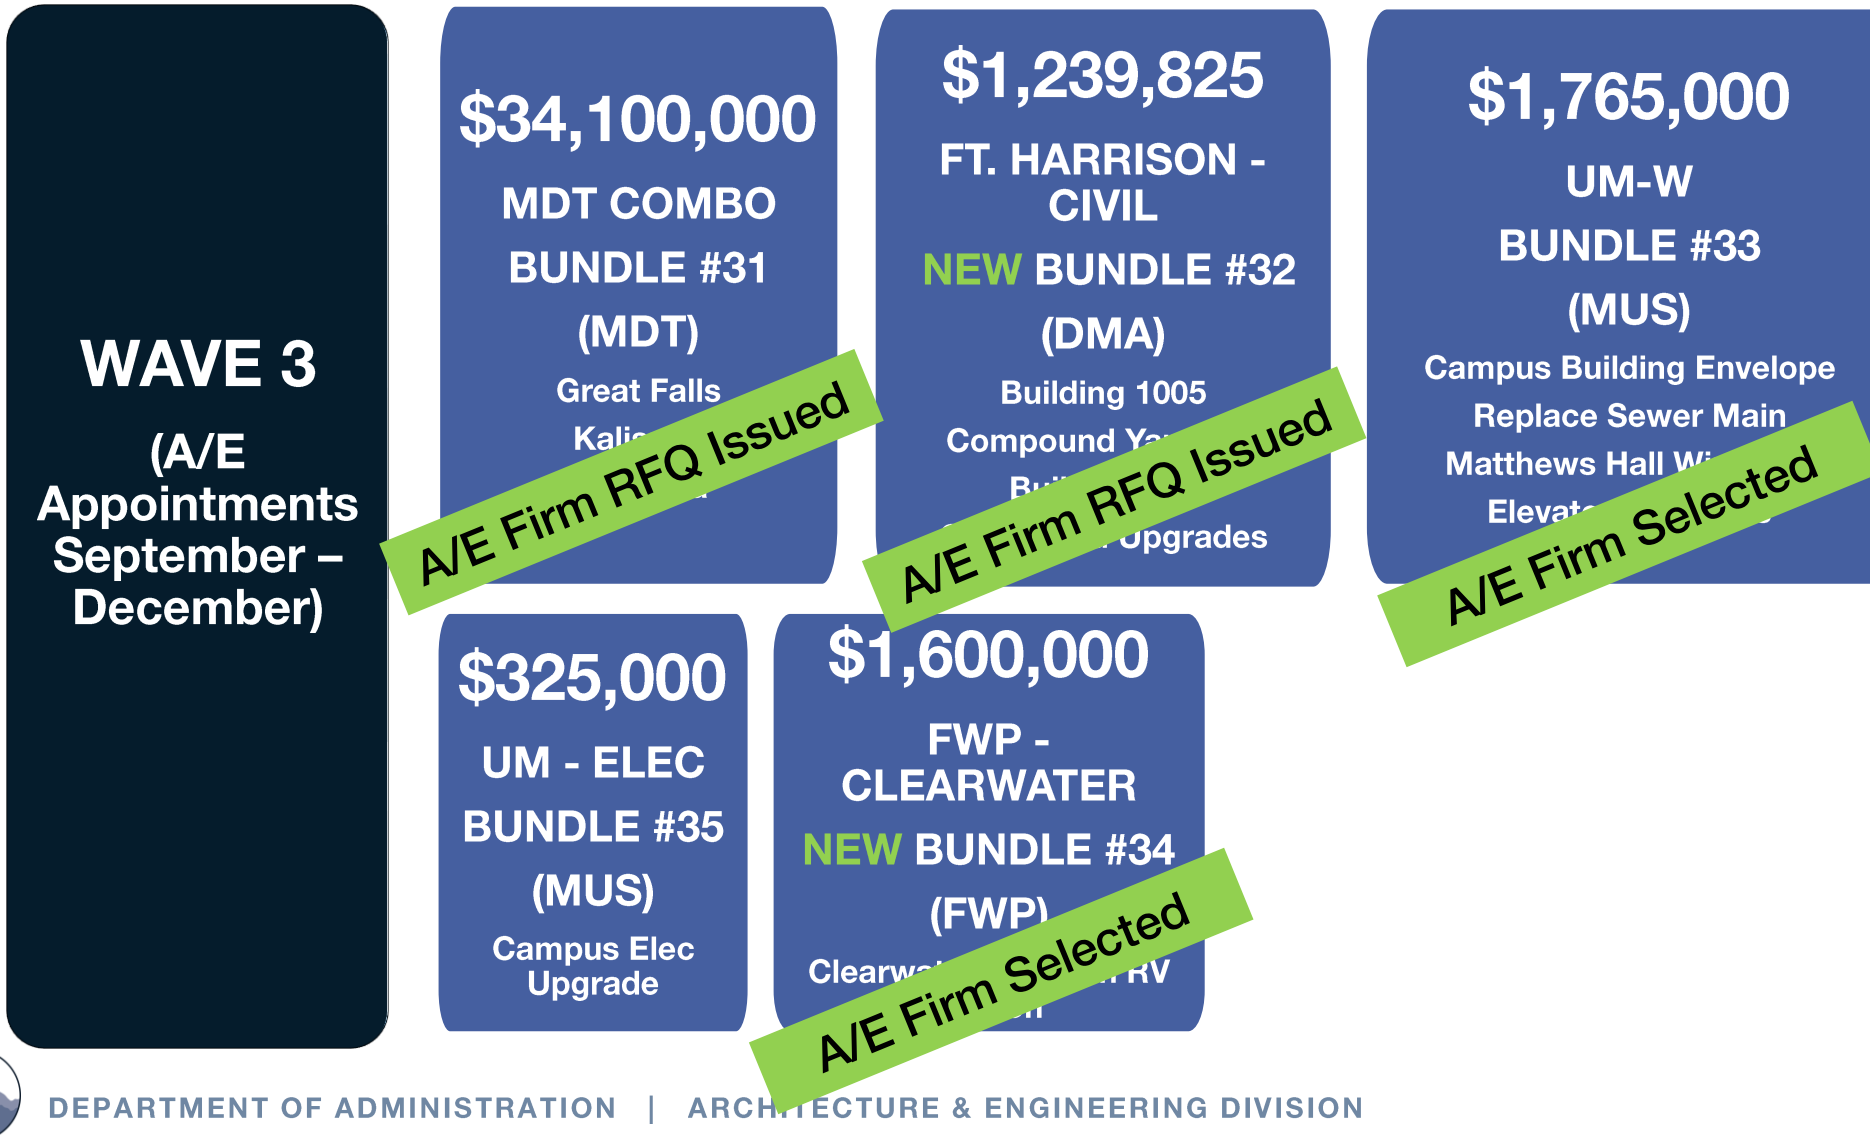 WAVE 3
(A/E
Appointments
September –
December)
$34,100,000
MDT COMBO
BUNDLE #31
(MDT)
Great Falls
A/E Firm RFQ Issued
$1,239,825
FT. HARRISON -
CIVIL
NEW BUNDLE #32
(DMA)
Building 1005
Compound
Upgrades
A/E Firm RFQ Issued
$1,765,000
UM-W
BUNDLE #33
(MUS)
Campus Building Envelope
Replace Sewer Main
Matthews Hall
A/E Firm Selected
$325,000
UM - ELEC
BUNDLE #35
(MUS)
Campus Elec
Upgrade
$1,600,000
FWP -
CLEARWATER
NEW BUNDLE #34
(FWP)
RV
A/E Firm Selected
DEPARTMENT OF ADMINISTRATION | ARCHITECTURE & ENGINEERING DIVISION